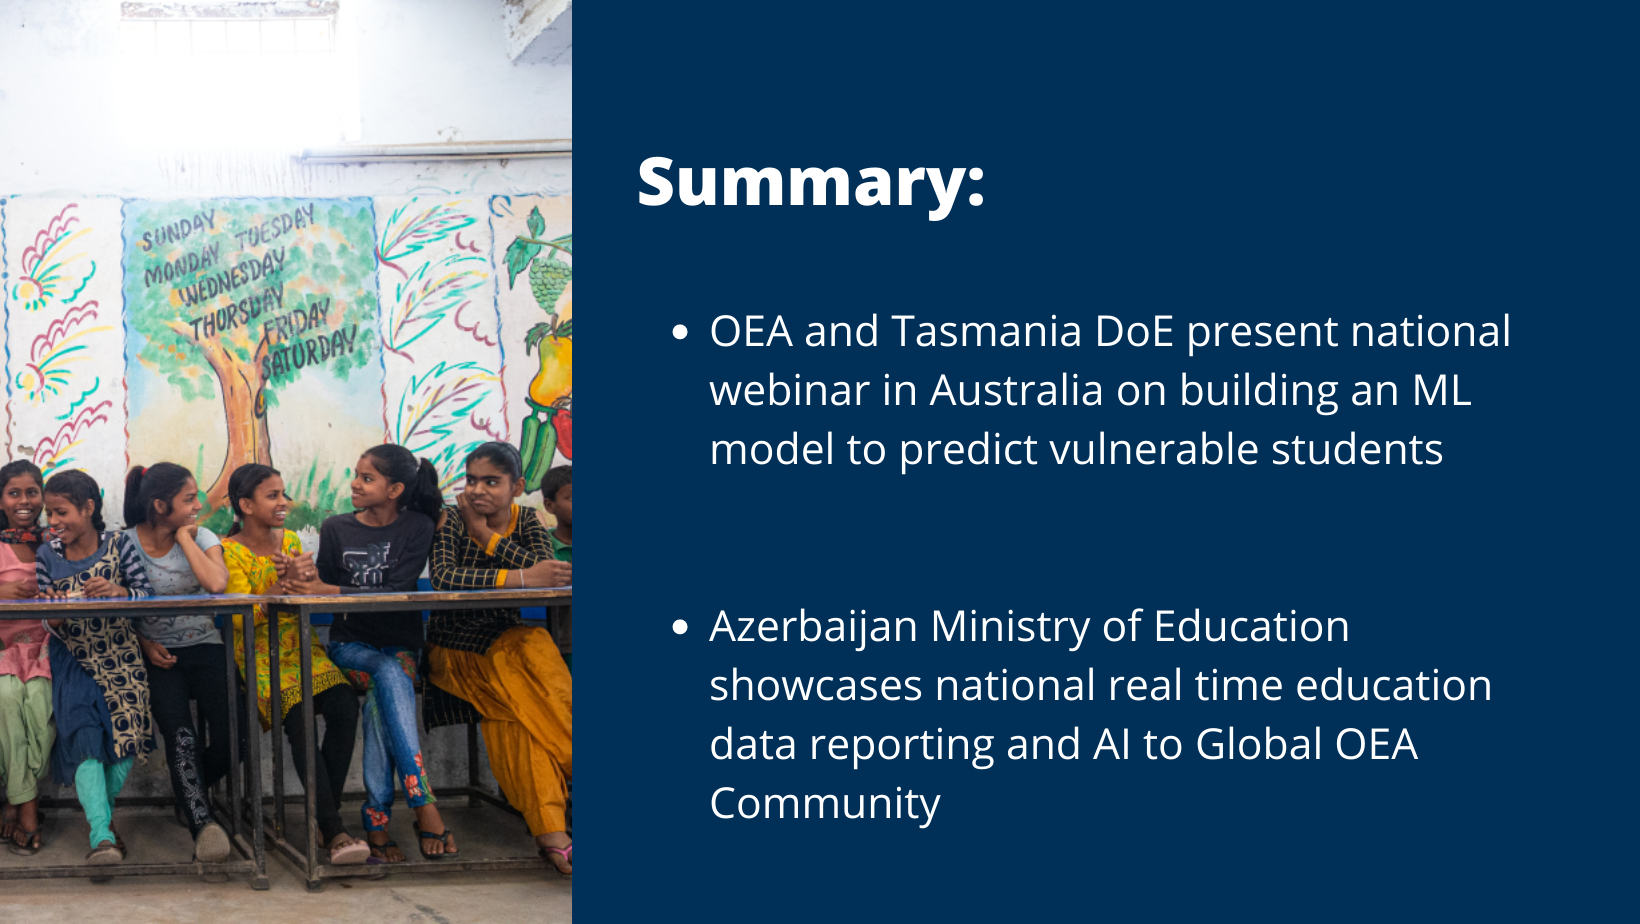 SUNDAY
MONDAY TUESDAY
WEDNESDAY
THORSDAY
FRIDAY
SATURDAY
Summary:
• OEA and Tasmania DoE present national
webinar in Australia on building an ML
model to predict vulnerable students
• Azerbaijan Ministry of Education
showcases national real time education
data reporting and AI to Global OEA
Community